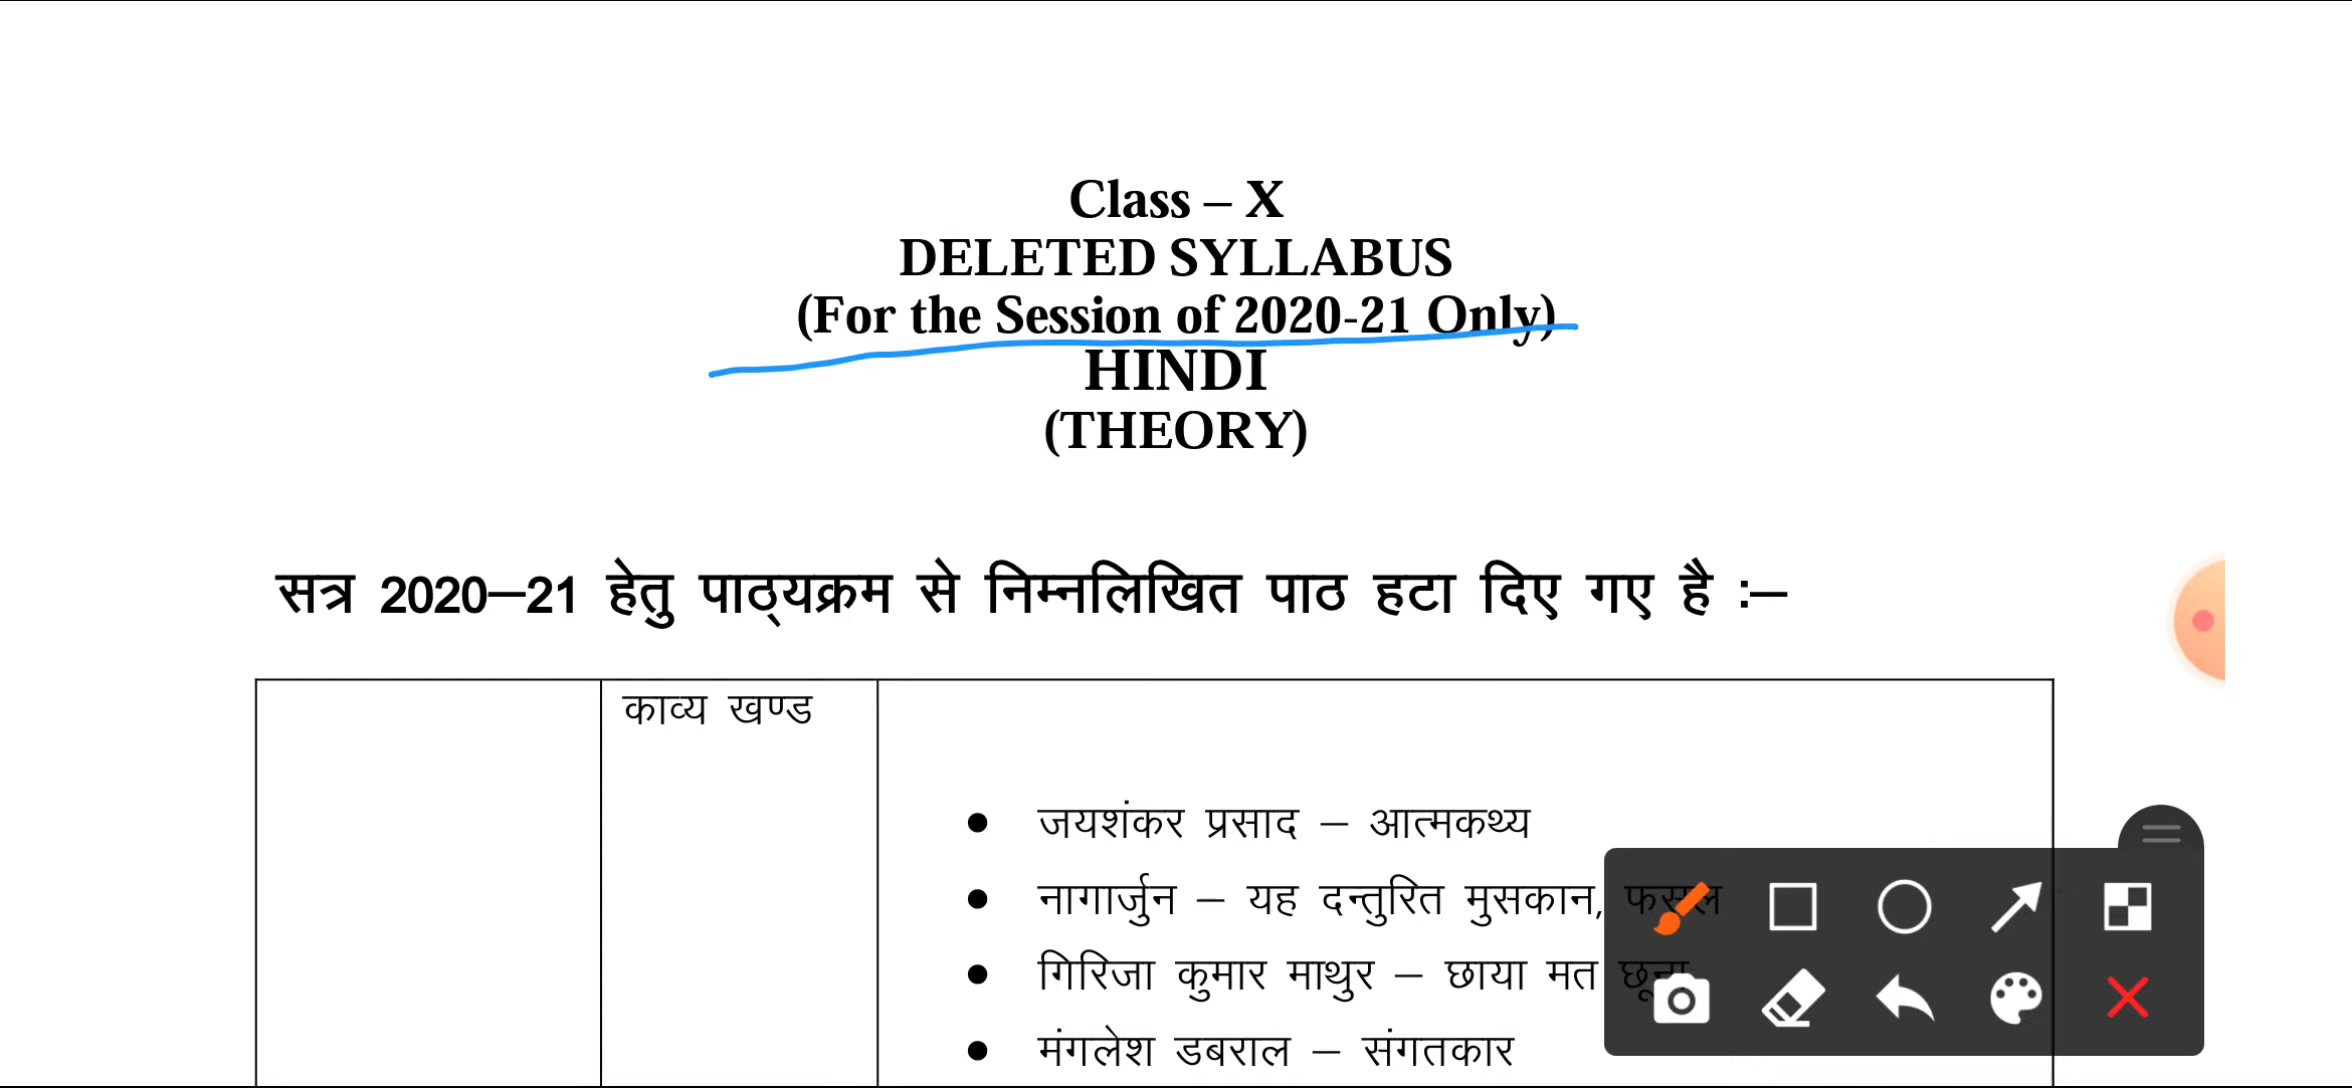 Class – X
DELETED SYLLABUS
(For the Session of 2020-21 Only)
HINDI
(THEORY)
सत्र 2020–21 हेतु पाठ्यक्रम से निम्नलिखित पाठ हटा दिए गए है :–
काव्य खण्ड
● जयशंकर प्रसाद – आत्मकथ्य
● नागार्जुन – यह दन्तुरित मुसकान, फसल
● गिरिजा कुमार माथुर – छाया मत छूना
● मंगलेश डबराल – संगतकार